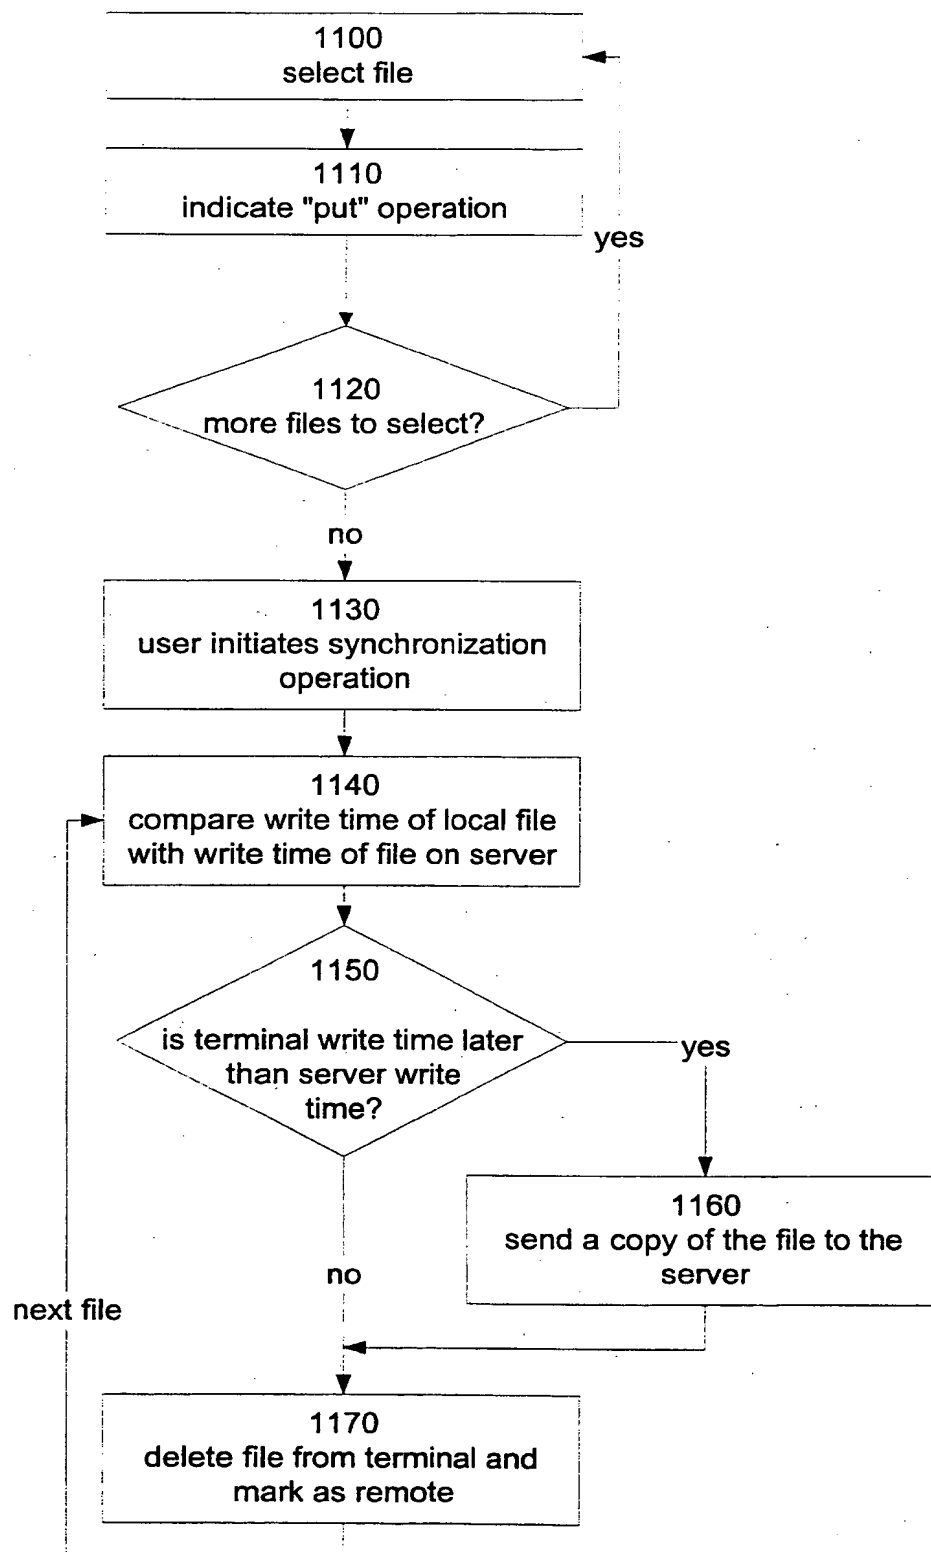 1100
select file
1110
indicate "put" operation
yes
1120
more files to select?
no
1130
user initiates synchronization
operation
1140
compare write time of local file
with write time of file on server
1150
is terminal write time later
than server write
time?
yes
1160
send a copy of the file to the
server
no
next file
1170
delete file from terminal and
mark as remote